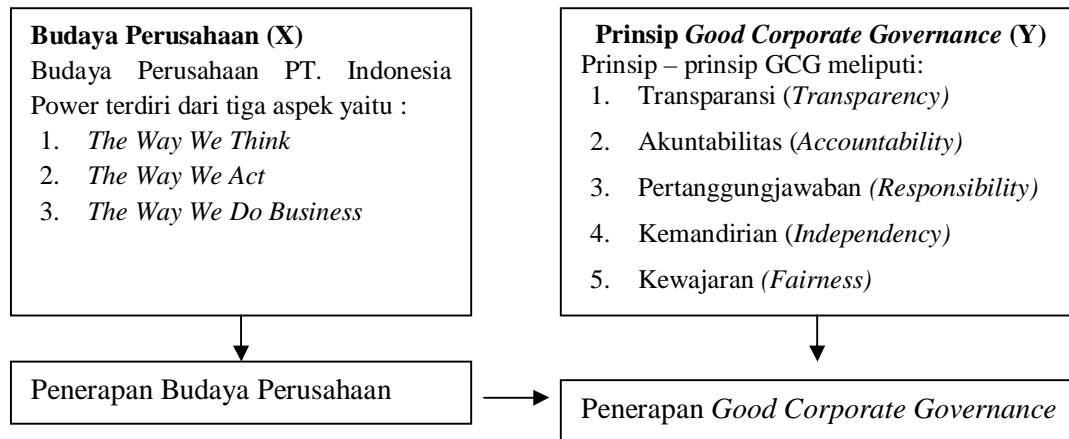 Budaya Perusahaan (X)
Budaya Perusahaan PT. Indonesia
Power terdiri dari tiga aspek yaitu :
1. The Way We Think
2. The Way We Act
3. The Way We Do Business
Prinsip Good Corporate Governance (Y)
Prinsip – prinsip GCG meliputi:
1. Transparansi (Transparency)
2. Akuntabilitas (Accountability)
3. Pertanggungjawaban (Responsibility)
4. Kemandirian (Independency)
5. Kewajaran (Fairness)
Penerapan Budaya Perusahaan
Penerapan Good Corporate Governance